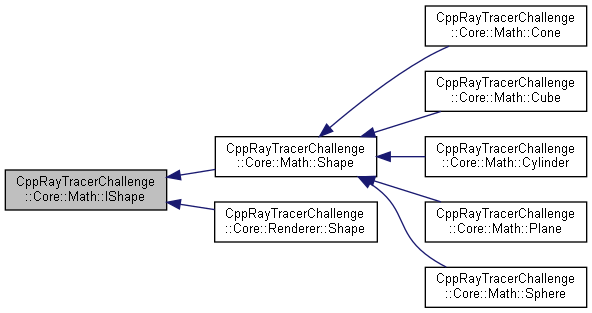 CppRayTracerChallenge
::Core::Math::Cone
CppRayTracerChallenge
::Core::Math::Cube
CppRayTracerChallenge
::Core::Math::Shape
CppRayTracerChallenge
::Core::Math::Cylinder
CppRayTracerChallenge
::Core::Math::IShape
CppRayTracerChallenge
::Core::Renderer::Shape
CppRayTracerChallenge
::Core::Math::Plane
CppRayTracerChallenge
::Core::Math::Sphere